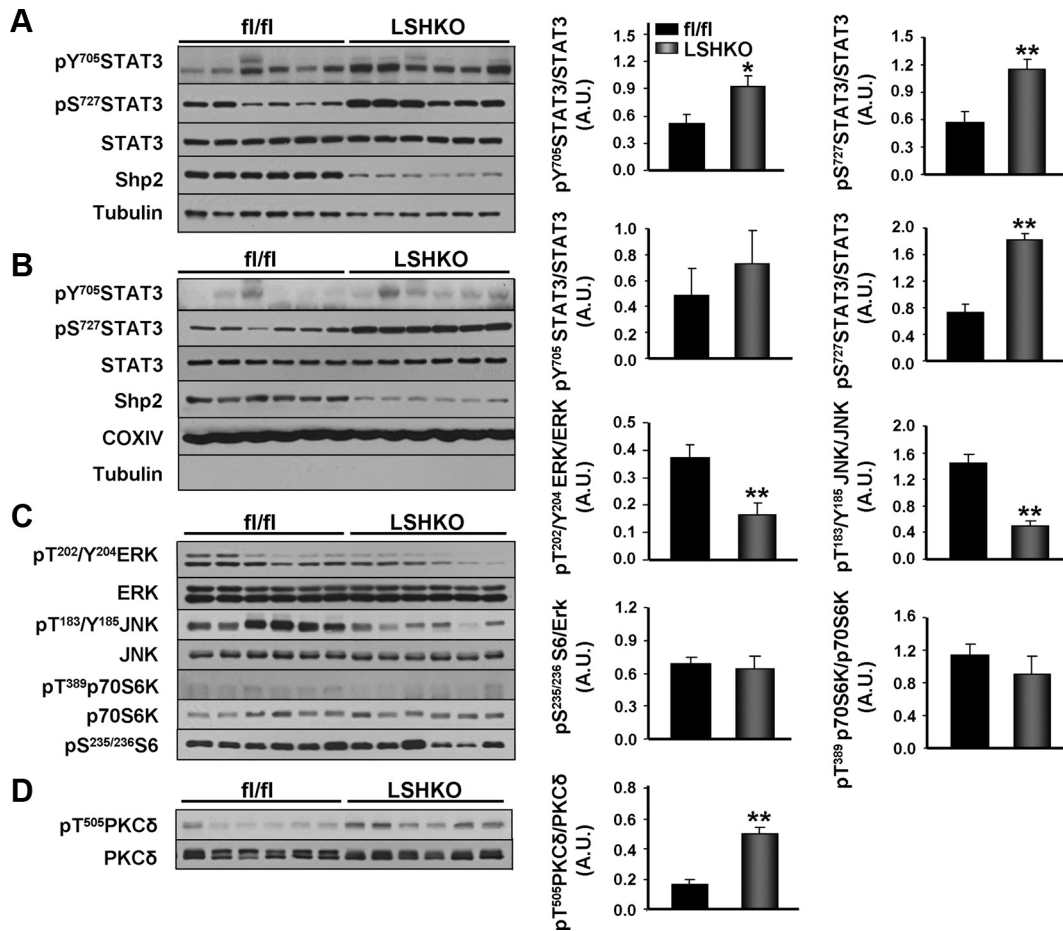 A
fl/fl
LSHKO
pY⁷⁰⁵STAT3
pS⁷²⁷STAT3
STAT3
Shp2
Tubulin
pY⁷⁰⁵STAT3/STAT3
(A.U.)
1.2
0.9
0.6
0.3
0.0
fl/fl
LSHKO
*
pS⁷²⁷STAT3/STAT3
(A.U.)
1.5
1.2
0.9
0.6
0.3
0.0
**
B
fl/fl
LSHKO
pY⁷⁰⁵STAT3
pS⁷²⁷STAT3
STAT3
Shp2
COXIV
Tubulin
pY⁷⁰⁵ STAT3/STAT3
(A.U.)
1.0
0.8
0.6
0.4
0.2
0.0
pS⁷²⁷STAT3/STAT3
(A.U.)
2.0
1.6
1.2
0.8
0.4
0.0
**
C
fl/fl
LSHKO
pT²⁰²/Y²⁰⁴ERK
ERK
pT¹⁸³/Y¹⁸⁵JNK
JNK
pT³⁸⁹p70S6K
p70S6K
pS²³⁵/²³⁶S6
pT²⁰²/Y²⁰⁴ ERK/ERK
(A.U.)
0.5
0.4
0.3
0.2
0.1
0.0
**
pT¹⁸³/Y¹⁸⁵ JNK/JNK
(A.U.)
2.0
1.6
1.2
0.8
0.4
0.0
**
pS²³⁵/²³⁶ S6/Erk
(A.U.)
1.2
0.9
0.6
0.3
0.0
pT³⁸⁹ p70S6K/p70S6K
(A.U.)
1.6
1.2
0.8
0.4
0.0
D
fl/fl
LSHKO
pT⁵⁰⁵PKCδ
PKCδ
pT⁵⁰⁵PKCδ/PKCδ
(A.U.)
0.8
0.6
0.4
0.2
0.0
**